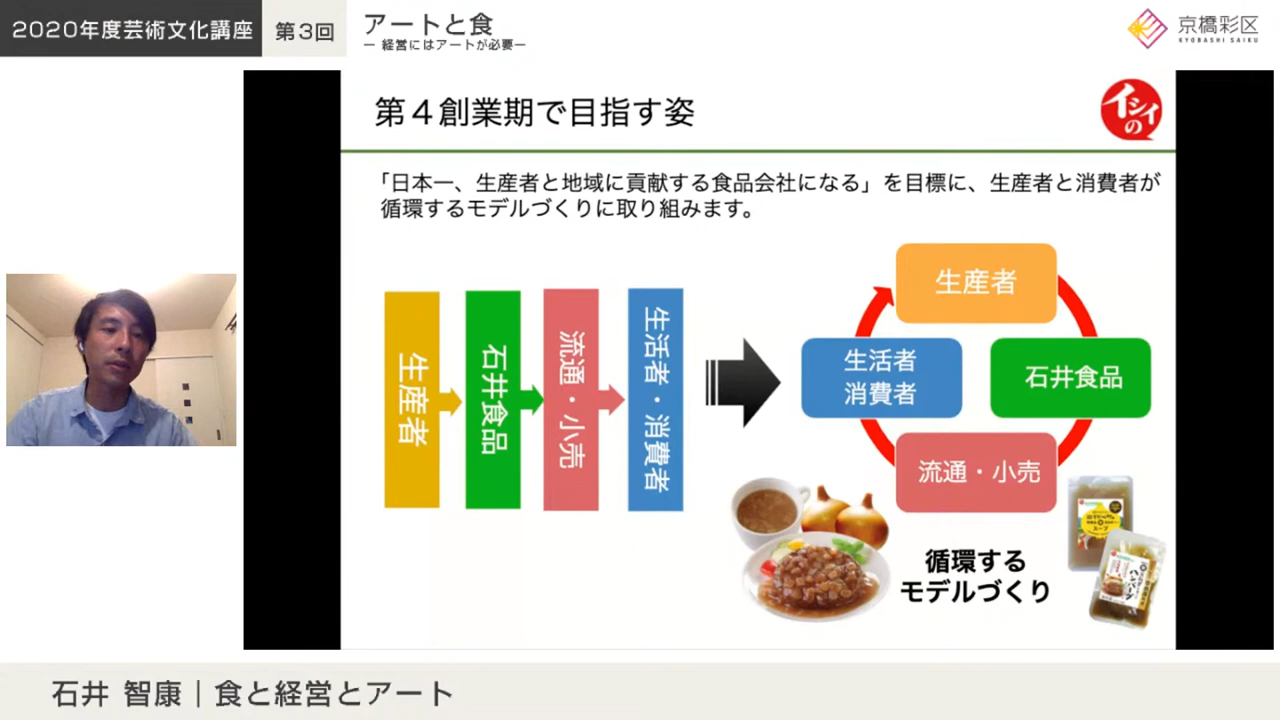 2020年度芸術文化講座
第3回
アートと食
ー 経営にはアートが必要ー
京橋彩区
KYOBASHI SAIKU
第４創業期で目指す姿
イシイの
「日本一、生産者と地域に貢献する食品会社になる」を目標に、生産者と消費者が
循環するモデルづくりに取り組みます。
生産者
石井食品
流通・小売
生活者・消費者
生産者
生活者
消費者
石井食品
流通・小売
循環する
モデルづくり
スープ
ハンバーグ
石井 智康｜食と経営とアート